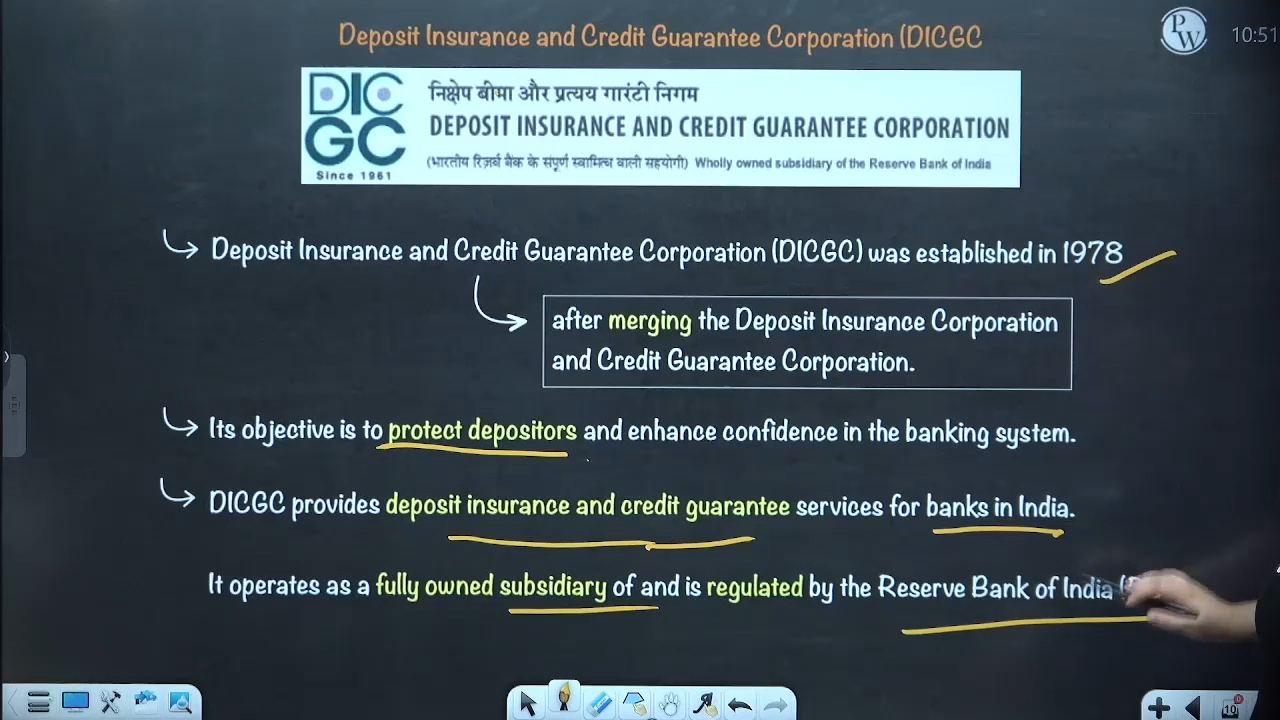 Deposit Insurance and Credit Guarantee Corporation (DICGC
PW
10:51
DIC
GC
Since 1961
निक्षेप बीमा और प्रत्यय गारंटी निगम
DEPOSIT INSURANCE AND CREDIT GUARANTEE CORPORATION
(भारतीय रिज़र्व बैंक के संपूर्ण स्वामित्व वाली सहयोगी) Wholly owned subsidiary of the Reserve Bank of India
Deposit Insurance and Credit Guarantee Corporation (DICGC) was established in 1978
after merging the Deposit Insurance Corporation
and Credit Guarantee Corporation.
Its objective is to protect depositors and enhance confidence in the banking system.
DICGC provides deposit insurance and credit guarantee services for banks in India.
It operates as a fully owned subsidiary of and is regulated by the Reserve Bank of India
10